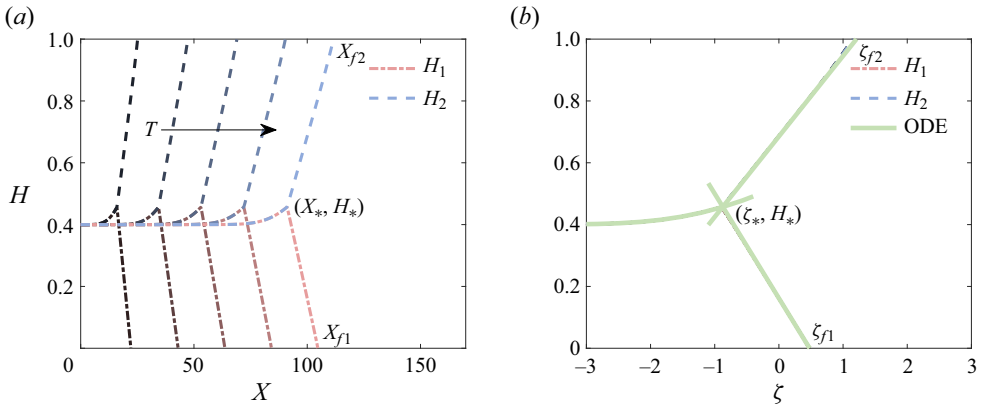 (a)
1.0
0.8
0.6
0.4
0.2
0
50
100
150
H
X
T
X_{f2}
H_1
H_2
(X_*, H_*)
X_{f1}
(b)
1.0
0.8
0.6
0.4
0.2
0
–3
–2
–1
0
1
2
3
ζ
ζ_{f2}
H_1
H_2
ODE
(ζ_*, H_*)
ζ_{f1}